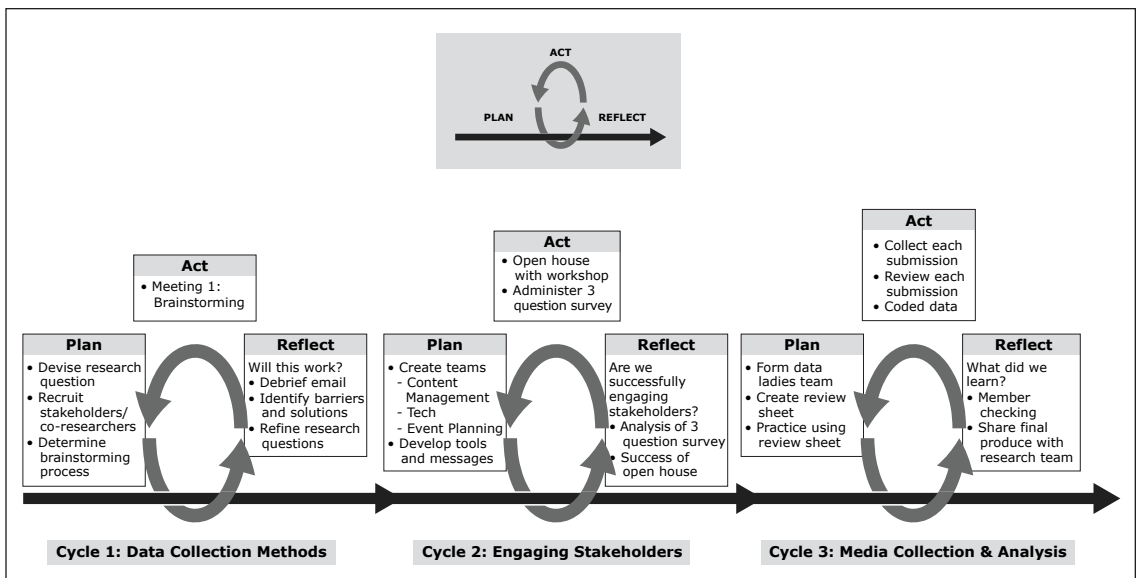 ACT
PLAN
REFLECT
Act
• Meeting 1:
Brainstorming
Plan
• Devise research
question
• Recruit
stakeholders/
co-researchers
• Determine
brainstorming
process
Reflect
Will this work?
• Debrief email
• Identify barriers
and solutions
• Refine research
questions
Cycle 1: Data Collection Methods
Act
• Open house
with workshop
• Administer 3
question survey
Plan
• Create teams
- Content
Management
- Tech
- Event Planning
• Develop tools
and messages
Reflect
Are we
successfully
engaging
stakeholders?
• Analysis of 3
question survey
• Success of
open house
Cycle 2: Engaging Stakeholders
Act
• Collect each
submission
• Review each
submission
• Coded data
Plan
• Form data
ladies team
• Create review
sheet
• Practice using
review sheet
Reflect
What did we
learn?
• Member
checking
• Share final
produce with
research team
Cycle 3: Media Collection & Analysis